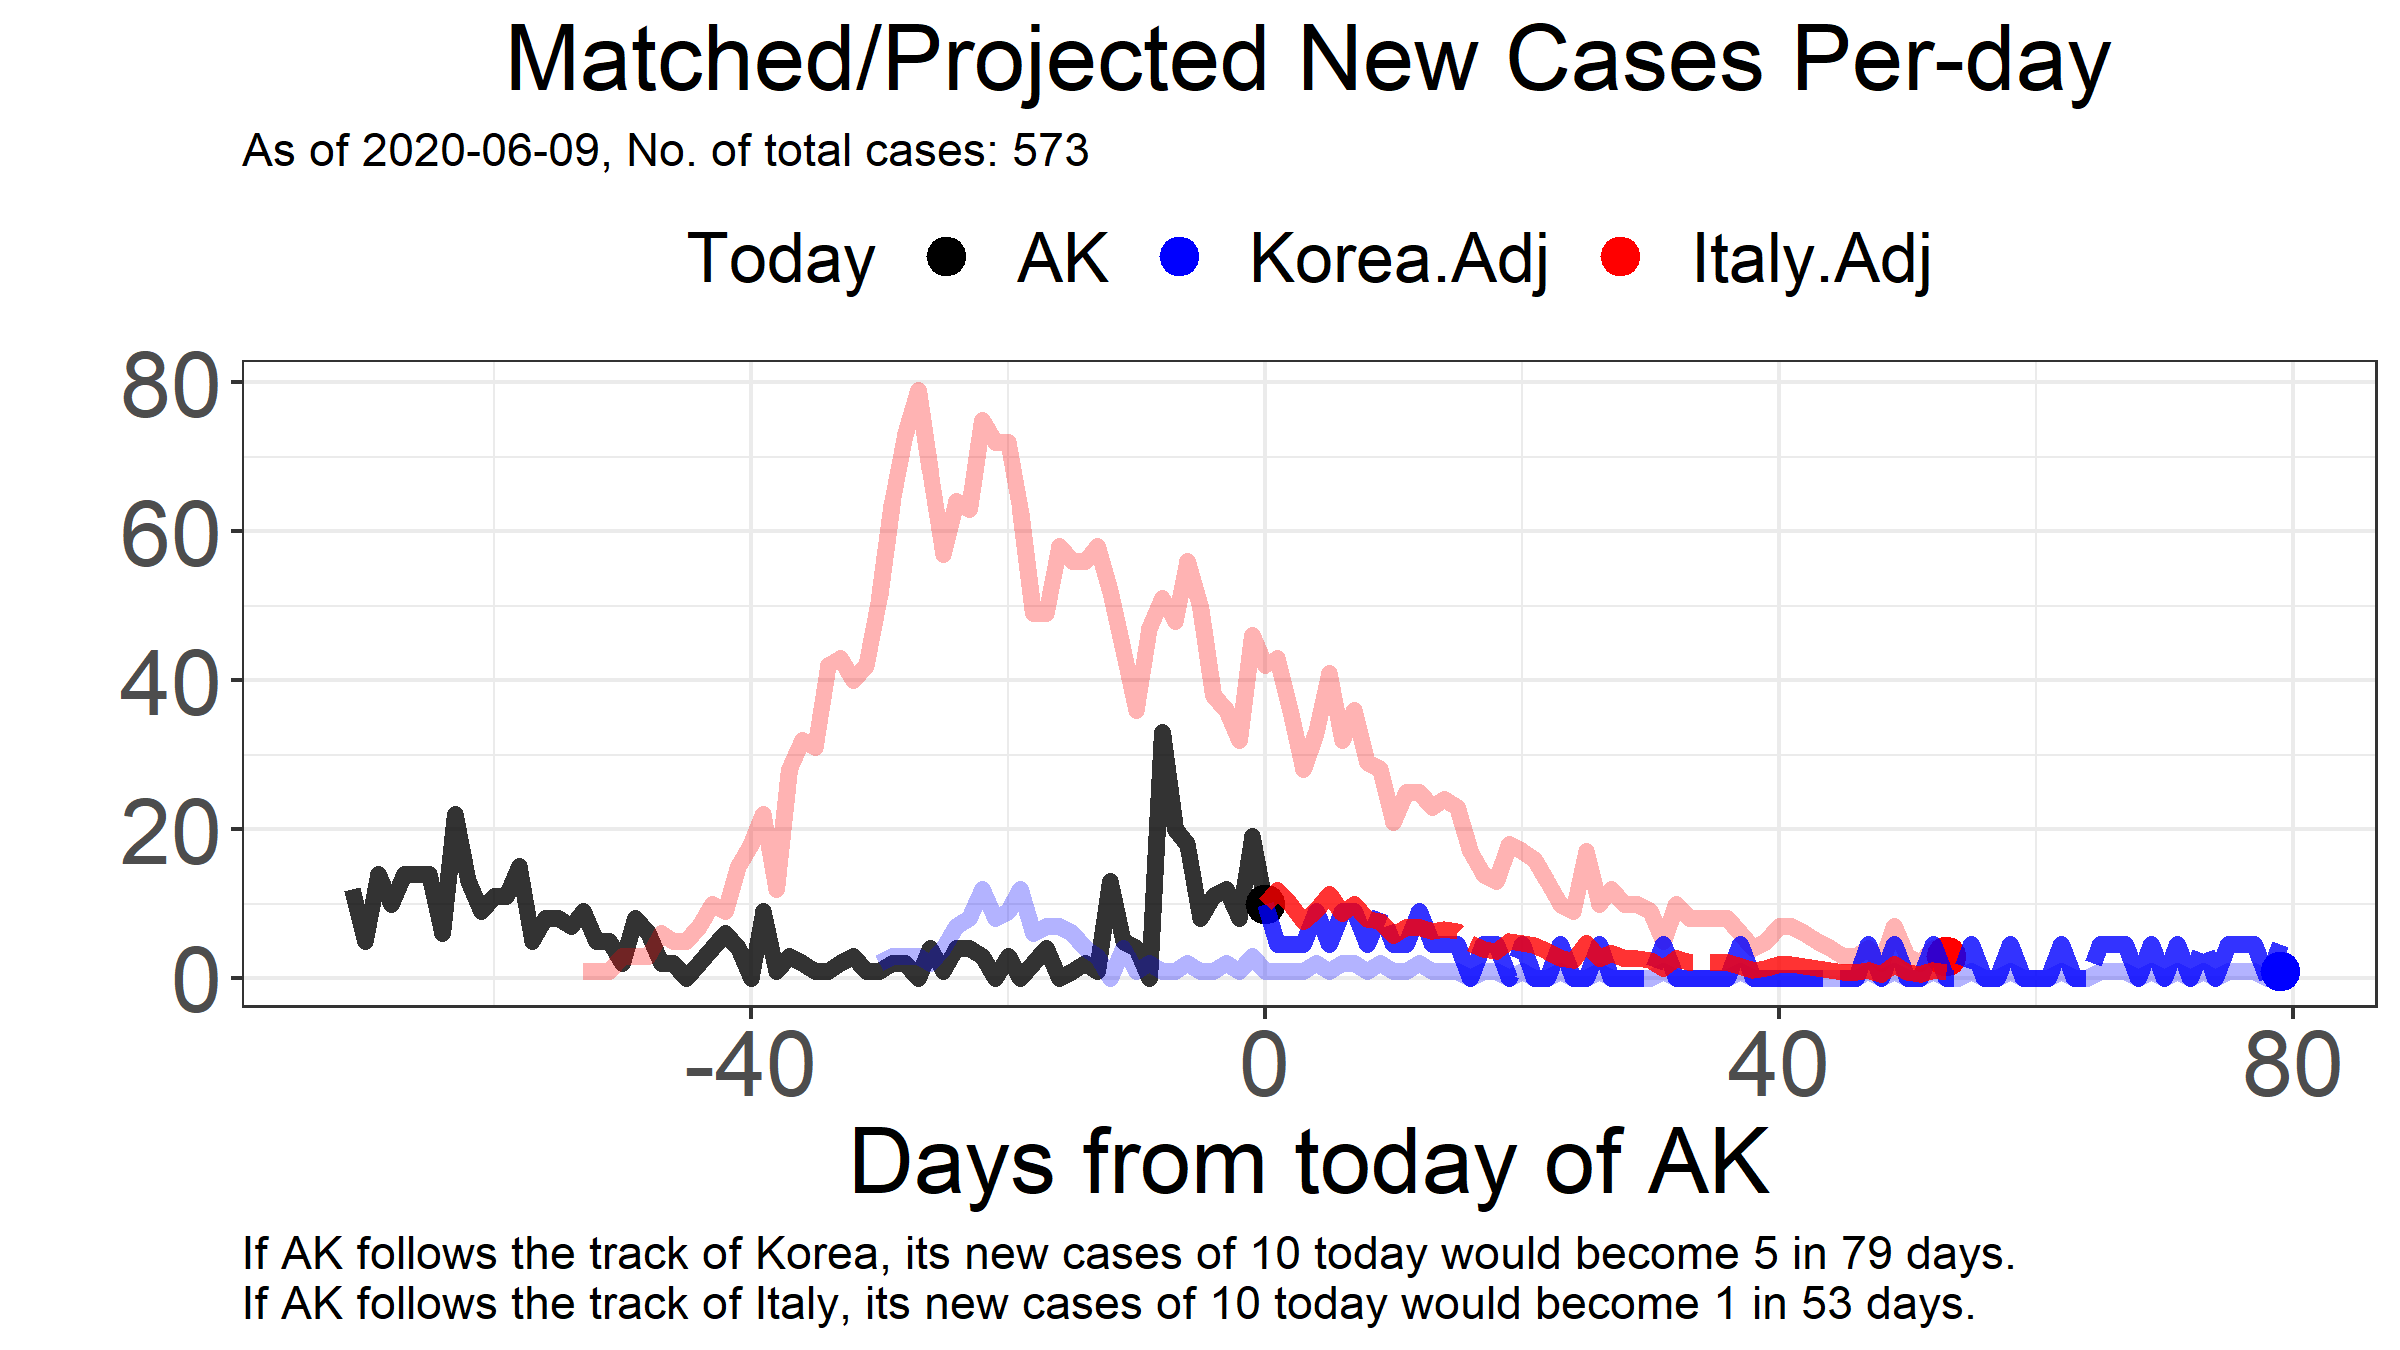 Matched/Projected New Cases Per-day
As of 2020-06-09, No. of total cases: 573
Today AK Korea.Adj Italy.Adj
80
60
40
20
0
-40 0 40 80
Days from today of AK
If AK follows the track of Korea, its new cases of 10 today would become 5 in 79 days.
If AK follows the track of Italy, its new cases of 10 today would become 1 in 53 days.